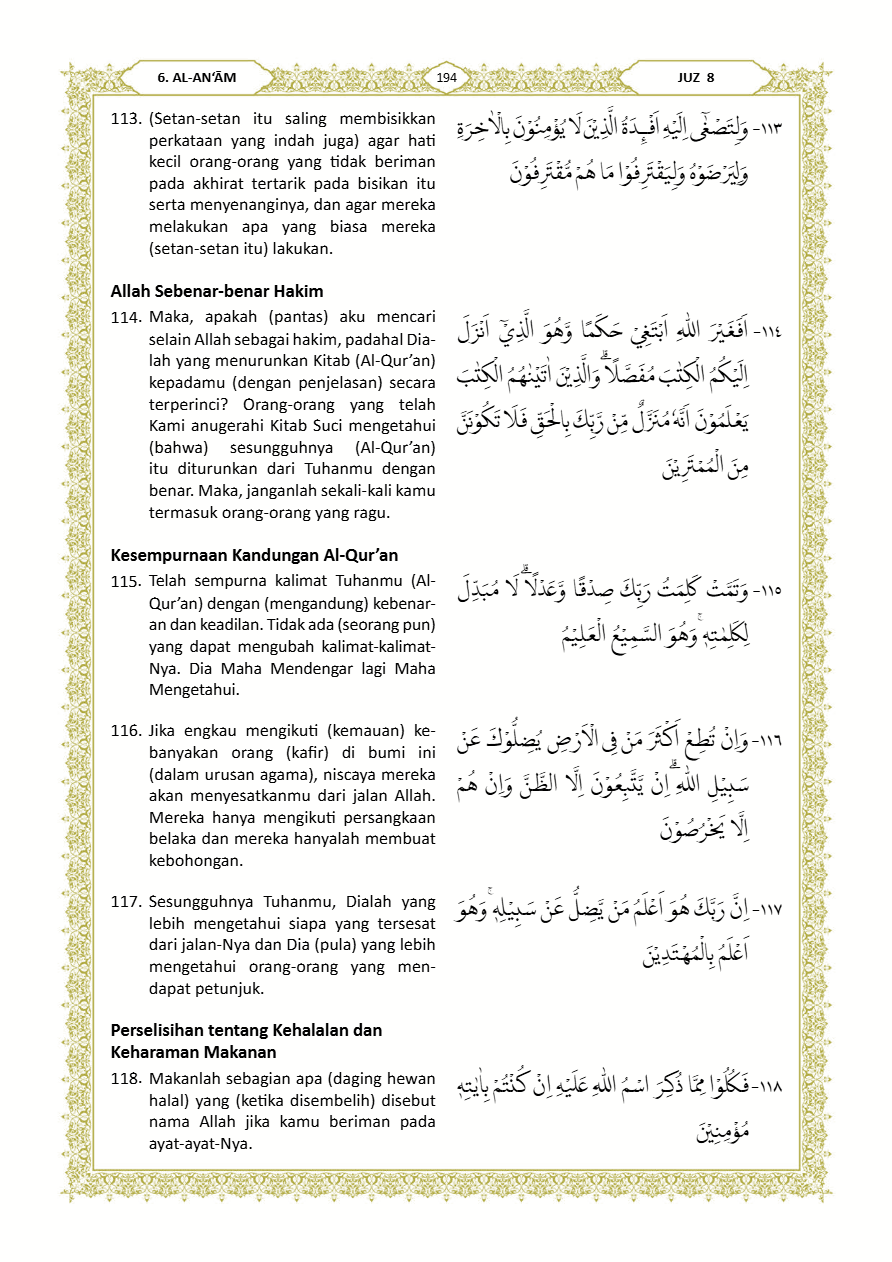 6. AL-AN‘ĀM
194
JUZ 8
113. (Setan-setan itu saling membisikkan
perkataan yang indah juga) agar hati
kecil orang-orang yang tidak beriman
pada akhirat tertarik pada bisikan itu
serta menyenanginya, dan agar mereka
melakukan apa yang biasa mereka
(setan-setan itu) lakukan.
١١٣- وَلِتَصْغٰٓى اِلَيْهِ اَفْـِٕدَةُ الَّذِيْنَ لَا يُؤْمِنُوْنَ بِالْاٰخِرَةِ
وَلِيَرْضَوْهُ وَلِيَقْتَرِفُوْا مَا هُمْ مُّقْتَرِفُوْنَ
Allah Sebenar-benar Hakim
114. Maka, apakah (pantas) aku mencari
selain Allah sebagai hakim, padahal Dia-
lah yang menurunkan Kitab (Al-Qur’an)
kepadamu (dengan penjelasan) secara
terperinci? Orang-orang yang telah
Kami anugerahi Kitab Suci mengetahui
(bahwa) sesungguhnya (Al-Qur’an)
itu diturunkan dari Tuhanmu dengan
benar. Maka, janganlah sekali-kali kamu
termasuk orang-orang yang ragu.
١١٤- اَفَغَيْرَ اللّٰهِ اَبْتَغِيْ حَكَمًا وَّهُوَ الَّذِيْٓ اَنْزَلَ
اِلَيْكُمُ الْكِتٰبَ مُفَصَّلًاۗ وَالَّذِيْنَ اٰتَيْنٰهُمُ الْكِتٰبَ
يَعْلَمُوْنَ اَنَّهٗ مُنَزَّلٌ مِّنْ رَّبِّكَ بِالْحَقِّ فَلَا تَكُوْنَنَّ
مِنَ الْمُمْتَرِيْنَ
Kesempurnaan Kandungan Al-Qur’an
115. Telah sempurna kalimat Tuhanmu (Al-
Qur’an) dengan (mengandung) kebenar-
an dan keadilan. Tidak ada (seorang pun)
yang dapat mengubah kalimat-kalimat-
Nya. Dia Maha Mendengar lagi Maha
Mengetahui.
١١٥- وَتَمَّتْ كَلِمَتُ رَبِّكَ صِدْقًا وَّعَدْلًاۗ لَا مُبَدِّلَ
لِكَلِمٰتِهٖۚ وَهُوَ السَّمِيْعُ الْعَلِيْمُ
116. Jika engkau mengikuti (kemauan) ke-
banyakan orang (kafir) di bumi ini
(dalam urusan agama), niscaya mereka
akan menyesatkanmu dari jalan Allah.
Mereka hanya mengikuti persangkaan
belaka dan mereka hanyalah membuat
kebohongan.
١١٦- وَاِنْ تُطِعْ اَكْثَرَ مَنْ فِى الْاَرْضِ يُضِلُّوْكَ عَنْ
سَبِيْلِ اللّٰهِ ۗاِنْ يَّتَّبِعُوْنَ اِلَّا الظَّنَّ وَاِنْ هُمْ
اِلَّا يَخْرُصُوْنَ
117. Sesungguhnya Tuhanmu, Dialah yang
lebih mengetahui siapa yang tersesat
dari jalan-Nya dan Dia (pula) yang lebih
mengetahui orang-orang yang men-
dapat petunjuk.
١١٧- اِنَّ رَبَّكَ هُوَ اَعْلَمُ مَنْ يَّضِلُّ عَنْ سَبِيْلِهٖۚ وَهُوَ
اَعْلَمُ بِالْمُهْتَدِيْنَ
Perselisihan tentang Kehalalan dan
Keharaman Makanan
118. Makanlah sebagian apa (daging hewan
halal) yang (ketika disembelih) disebut
nama Allah jika kamu beriman pada
ayat-ayat-Nya.
١١٨- فَكُلُوْا مِمَّا ذُكِرَ اسْمُ اللّٰهِ عَلَيْهِ اِنْ كُنْتُمْ بِاٰيٰتِهٖ
مُؤْمِنِيْنَ